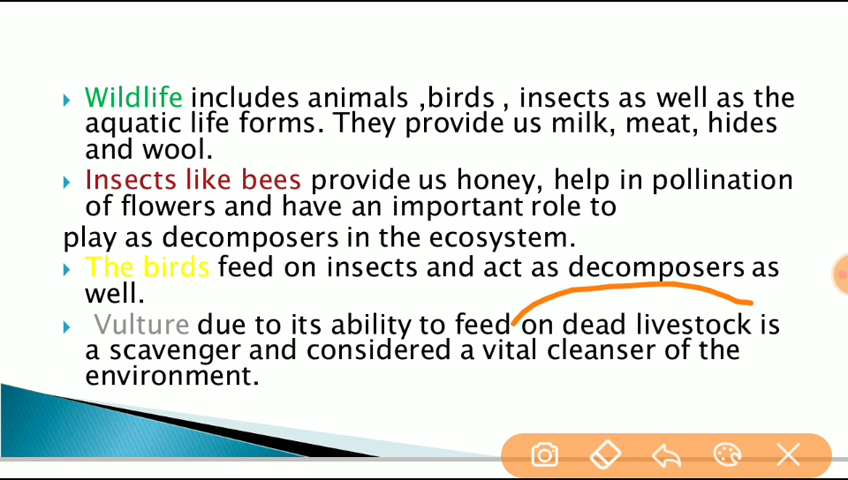 Wildlife includes animals ,birds , insects as well as the
aquatic life forms. They provide us milk, meat, hides
and wool.
Insects like bees provide us honey, help in pollination
of flowers and have an important role to
play as decomposers in the ecosystem.
The birds feed on insects and act as decomposers as
well.
Vulture due to its ability to feed on dead livestock is
a scavenger and considered a vital cleanser of the
environment.